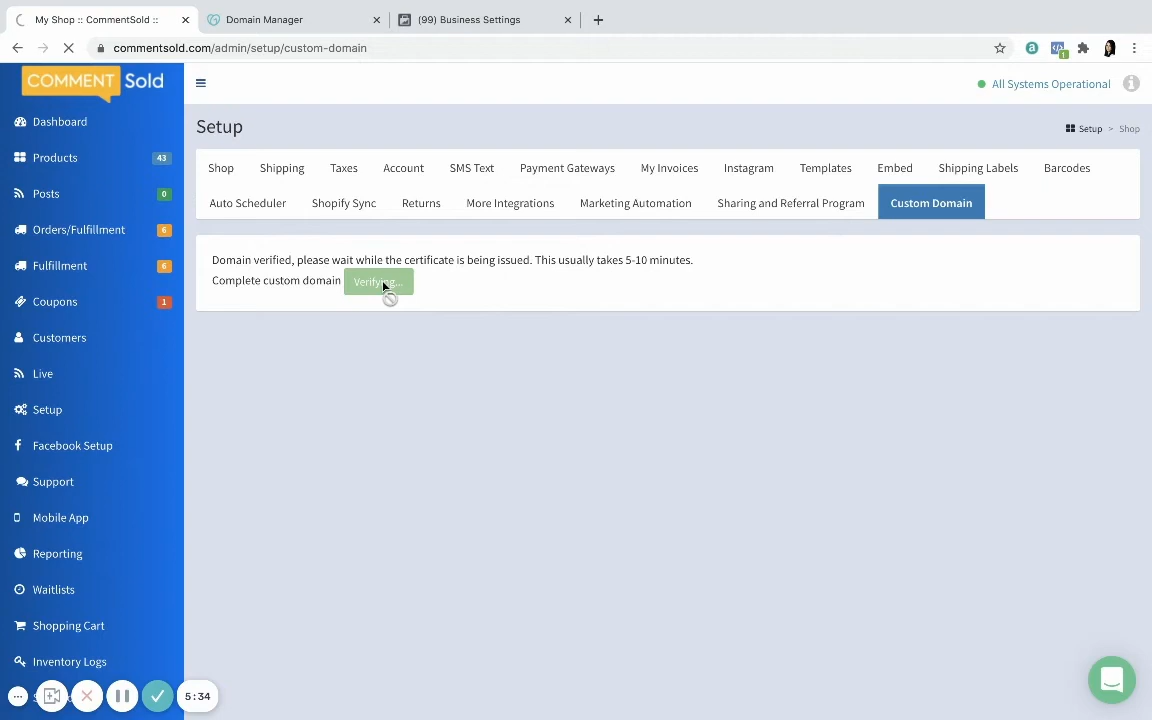 My Shop :: CommentSold ::
Domain Manager
(99) Business Settings
commentsold.com/admin/setup/custom-domain
1
COMMENT Sold
All Systems Operational
Dashboard
Setup
Setup > Shop
Products 43
Shop Shipping Taxes Account SMS Text Payment Gateways My Invoices Instagram Templates Embed Shipping Labels Barcodes
Posts 0
Auto Scheduler Shopify Sync Returns More Integrations Marketing Automation Sharing and Referral Program Custom Domain
Orders/Fulfillment 6
Fulfillment 6
Domain verified, please wait while the certificate is being issued. This usually takes 5-10 minutes.
Complete custom domain Verifying...
Coupons 1
Customers
Live
Setup
Facebook Setup
Support
Mobile App
Reporting
Waitlists
Shopping Cart
Inventory Logs
5:34